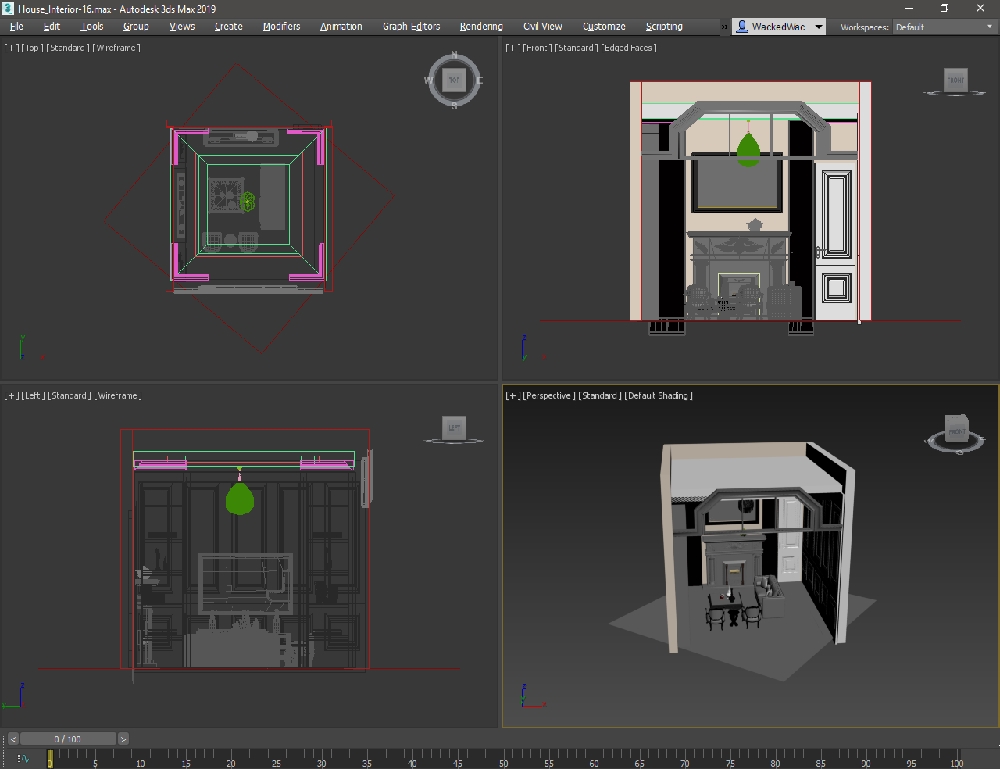 House_Interior-16.max - Autodesk 3ds Max 2019
File Edit Tools Group Views Create Modifiers Animation Graph Editors Rendering Civil View Customize Scripting » WackedWac Workspaces: Default
[+] [Top] [Standard] [Wireframe]
N
W TOP E
S
[+] [Front] [Standard] [Edged Faces]
FRONT
[+] [Left] [Standard] [Wireframe]
LEFT
[+] [Perspective] [Standard] [Default Shading]
FRONT
< 0 / 100 >
0 5 10 15 20 25 30 35 40 45 50 55 60 65 70 75 80 85 90 95 100